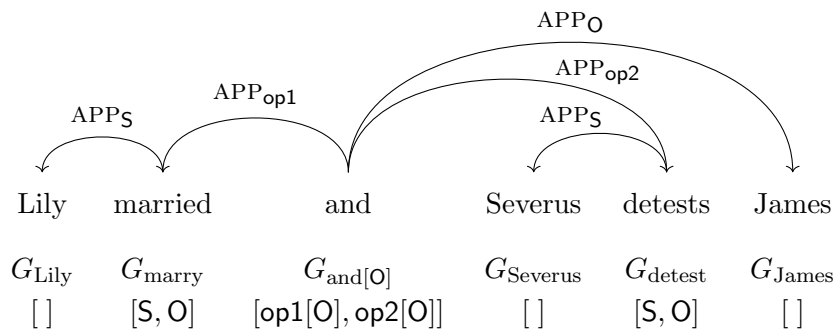 APP_O
APP_op2
APP_op1
APP_S APP_S
Lily married and Severus detests James
G_Lily G_marry G_and[O] G_Severus G_detest G_James
[ ] [S, O] [op1[O], op2[O]] [ ] [S, O] [ ]